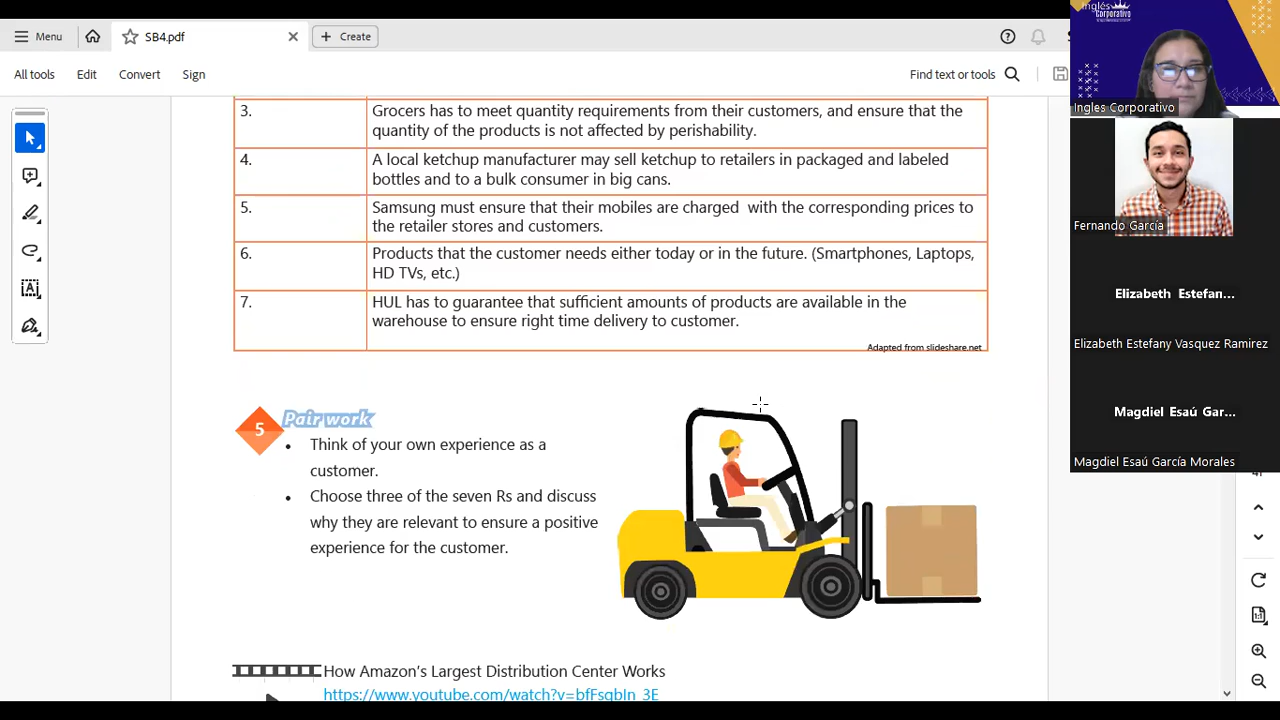 Menu
SB4.pdf
Create
All tools
Edit
Convert
Sign
Find text or tools
3.
Grocers has to meet quantity requirements from their customers, and ensure that the
quantity of the products is not affected by perishability.
4.
A local ketchup manufacturer may sell ketchup to retailers in packaged and labeled
bottles and to a bulk consumer in big cans.
5.
Samsung must ensure that their mobiles are charged with the corresponding prices to
the retailer stores and customers.
6.
Products that the customer needs either today or in the future. (Smartphones, Laptops,
HD TVs, etc.)
7.
HUL has to guarantee that sufficient amounts of products are available in the
warehouse to ensure right time delivery to customer.
Adapted from slideshare.net
5
Pair work
• Think of your own experience as a
customer.
• Choose three of the seven Rs and discuss
why they are relevant to ensure a positive
experience for the customer.
How Amazon's Largest Distribution Center Works
https://www.youtube.com/watch?v=bfFsqbIn_3E
Inglés
corporativo
Ingles Corporativo
Fernando García
Elizabeth Estefan...
Elizabeth Estefany Vasquez Ramirez
Magdiel Esaú Gar...
Magdiel Esaú García Morales